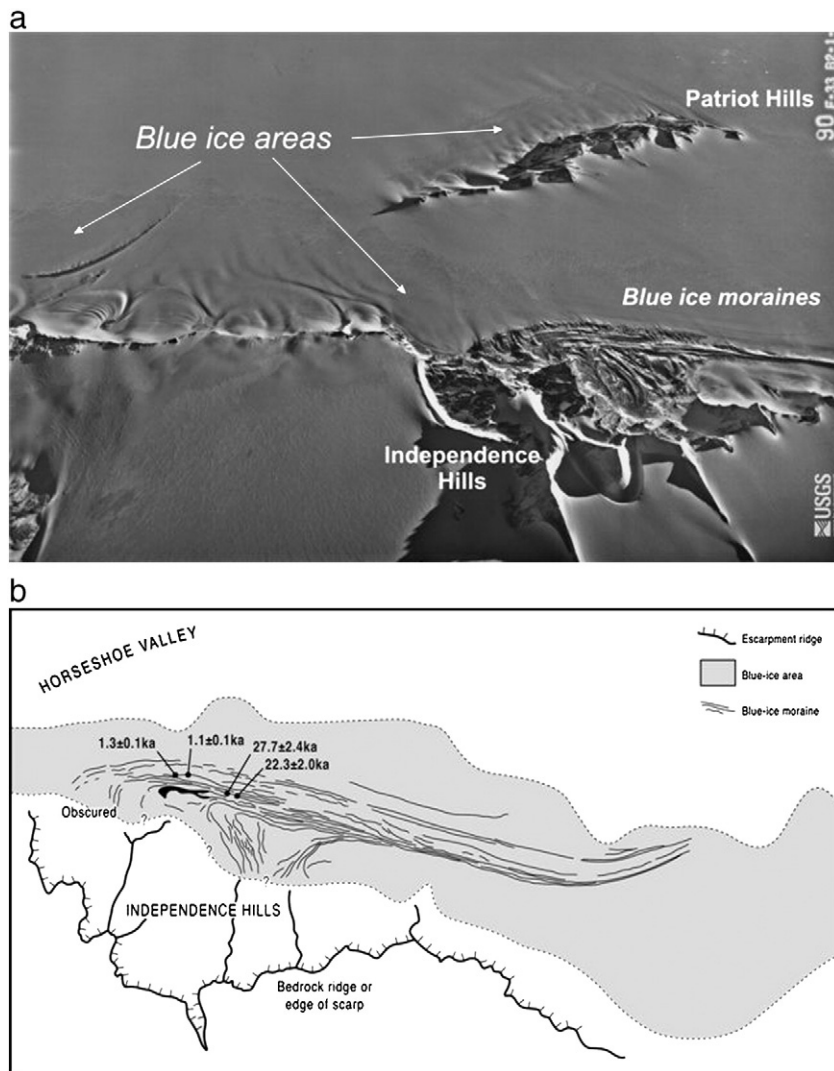 a
Patriot Hills
Blue ice areas
Blue ice moraines
Independence
Hills
USGS
b
HORSESHOE VALLEY
Escarpment ridge
Blue-ice area
Blue-ice moraine
1.3±0.1ka
1.1±0.1ka
27.7±2.4ka
22.3±2.0ka
Obscured
?
?
?
?
INDEPENDENCE HILLS
Bedrock ridge or
edge of scarp